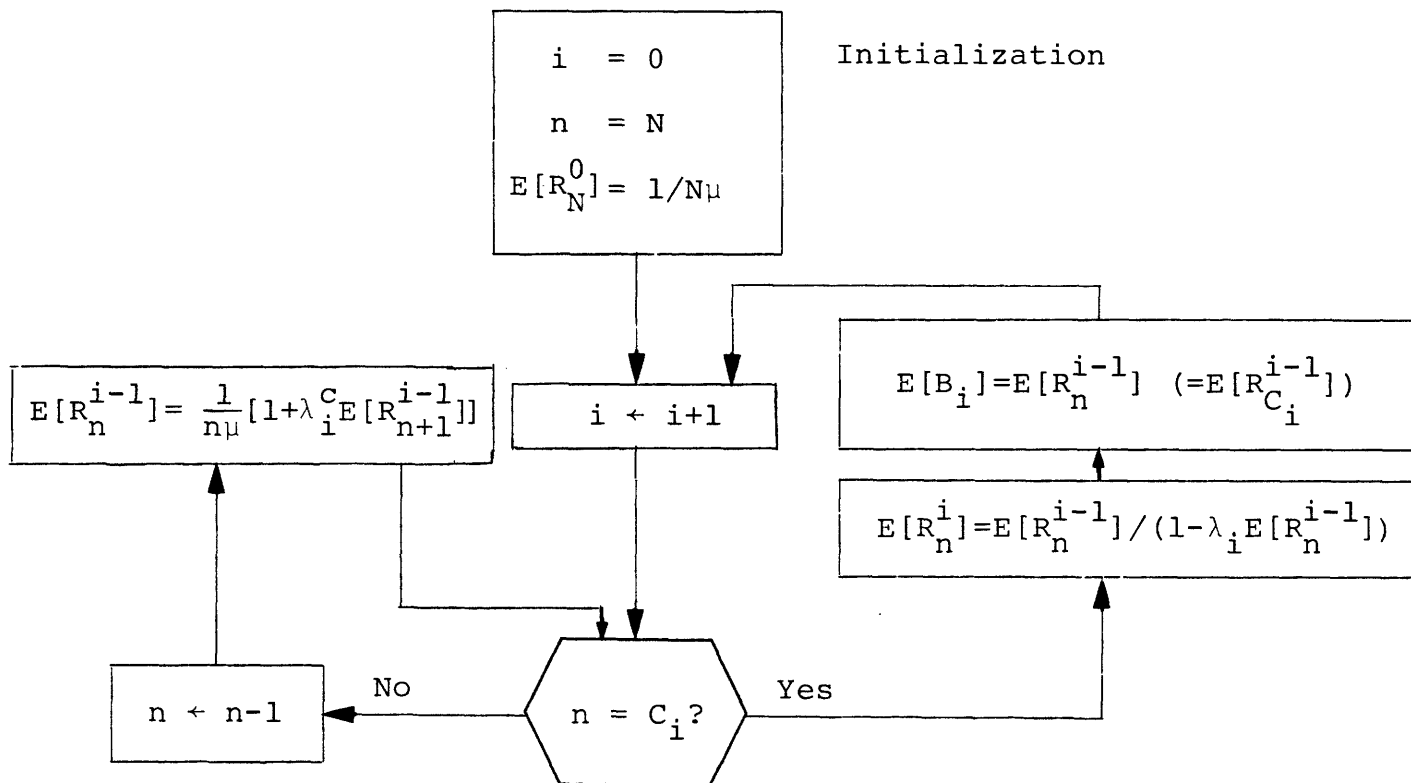 i = 0
n = N
E[R_N^0] = 1/Nμ
Initialization
E[R_n^{i-1}] = \frac{1}{nμ}[1+λ_i^c E[R_{n+1}^{i-1}]]
i ← i+1
E[B_i]=E[R_n^{i-1}] (=E[R_{C_i}^{i-1}])
E[R_n^i]=E[R_n^{i-1}]/(1-λ_i E[R_n^{i-1}])
n ← n-1
No
n = C_i?
Yes